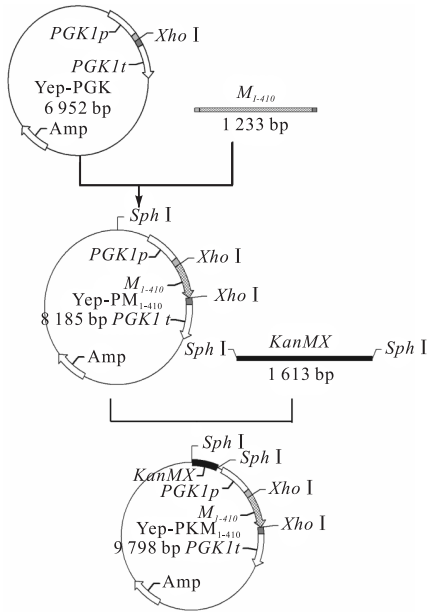 PGK1p
Xho I
PGK1t
Yep-PGK
6 952 bp
Amp
M1-410
1 233 bp
Sph I
PGK1p
Xho I
M1-410
Yep-PM1-410
Xho I
8 185 bp PGK1 t
Sph I
Amp
KanMX
Sph I
1 613 bp
Sph I
Sph I
KanMX
PGK1p
Xho I
M1-410
Yep-PKM1-410
Xho I
9 798 bp PGK1t
Amp